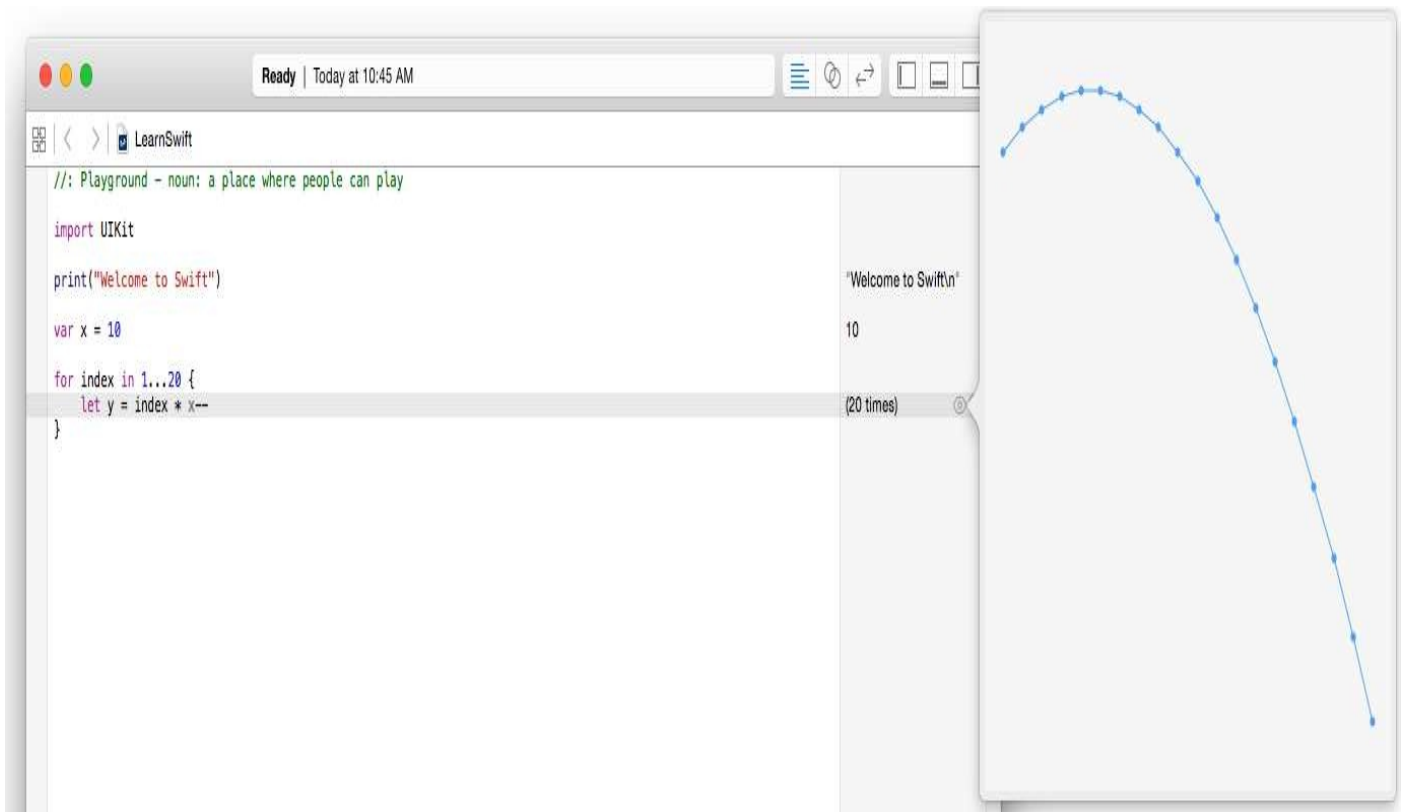 Ready | Today at 10:45 AM
LearnSwift
//: Playground – noun: a place where people can play
import UIKit
print("Welcome to Swift")
"Welcome to Swift\n"
var x = 10
10
for index in 1...20 {
let y = index * x--
(20 times)
}